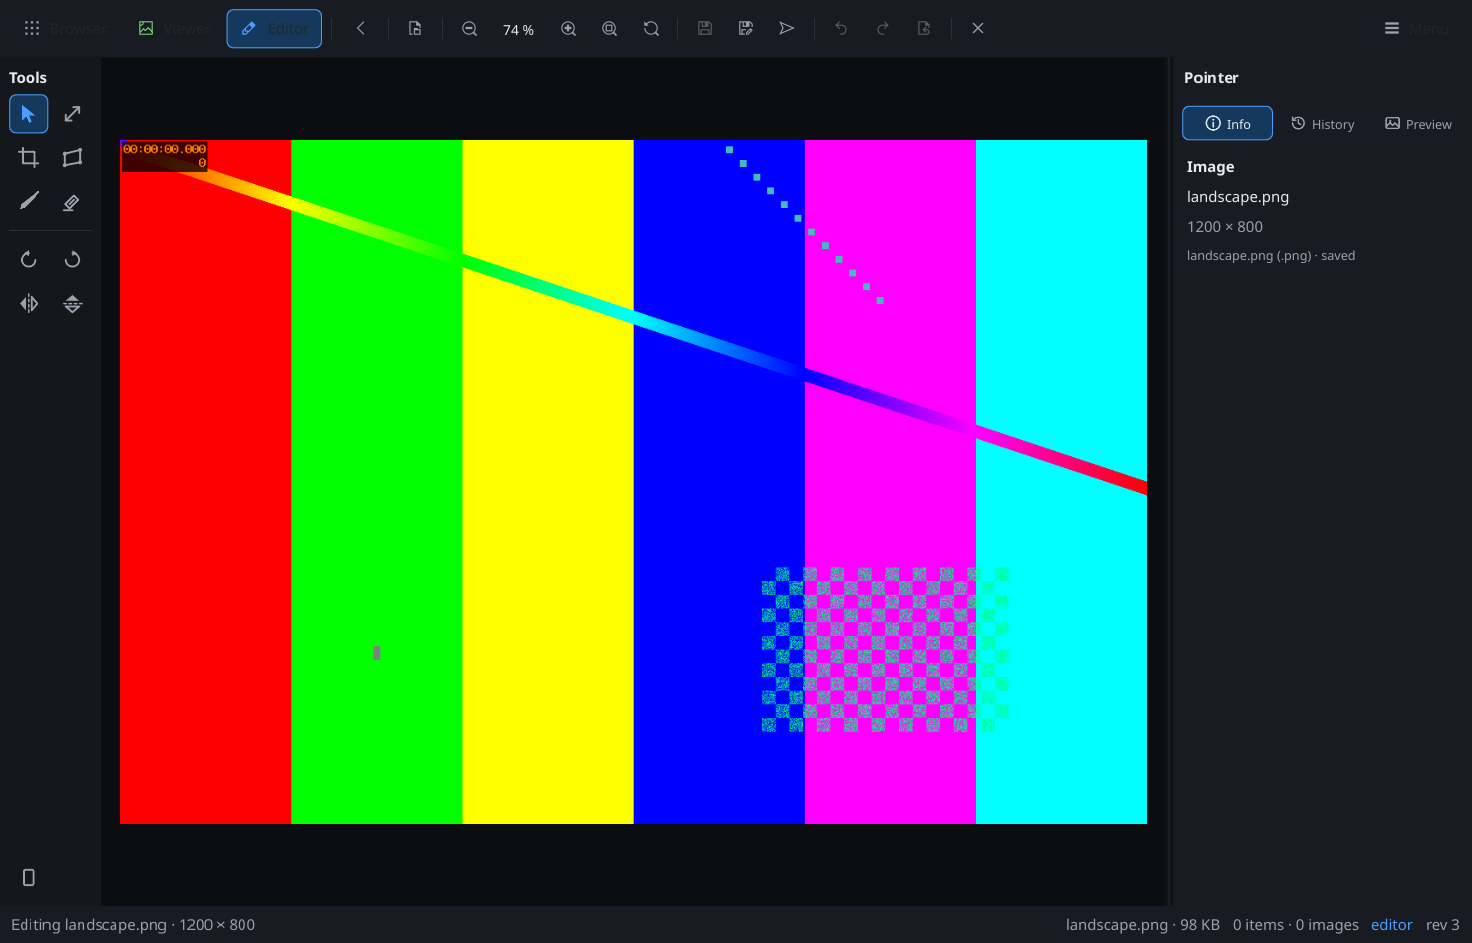 Browser
Viewer
Editor
74 %
Menu
Tools
Pointer
Info
History
Preview
Image
landscape.png
1200 × 800
landscape.png (.png) · saved
00:00:00.000
0
Editing landscape.png · 1200 × 800
landscape.png · 98 KB
0 items · 0 images
editor
rev 3